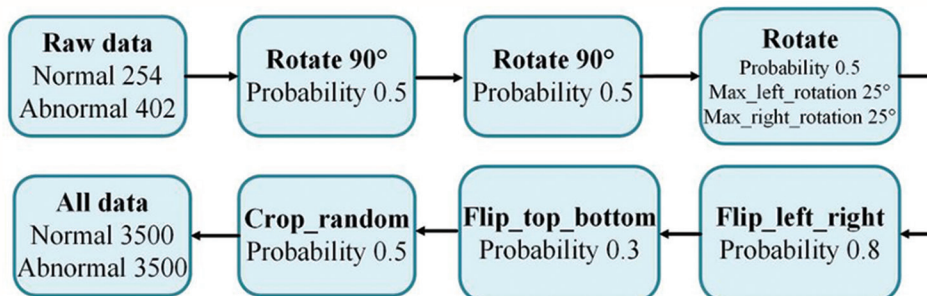 Raw data
Normal 254
Abnormal 402
Rotate 90°
Probability 0.5
Rotate 90°
Probability 0.5
Rotate
Probability 0.5
Max_left_rotation 25°
Max_right_rotation 25°
Flip_left_right
Probability 0.8
Flip_top_bottom
Probability 0.3
Crop_random
Probability 0.5
All data
Normal 3500
Abnormal 3500